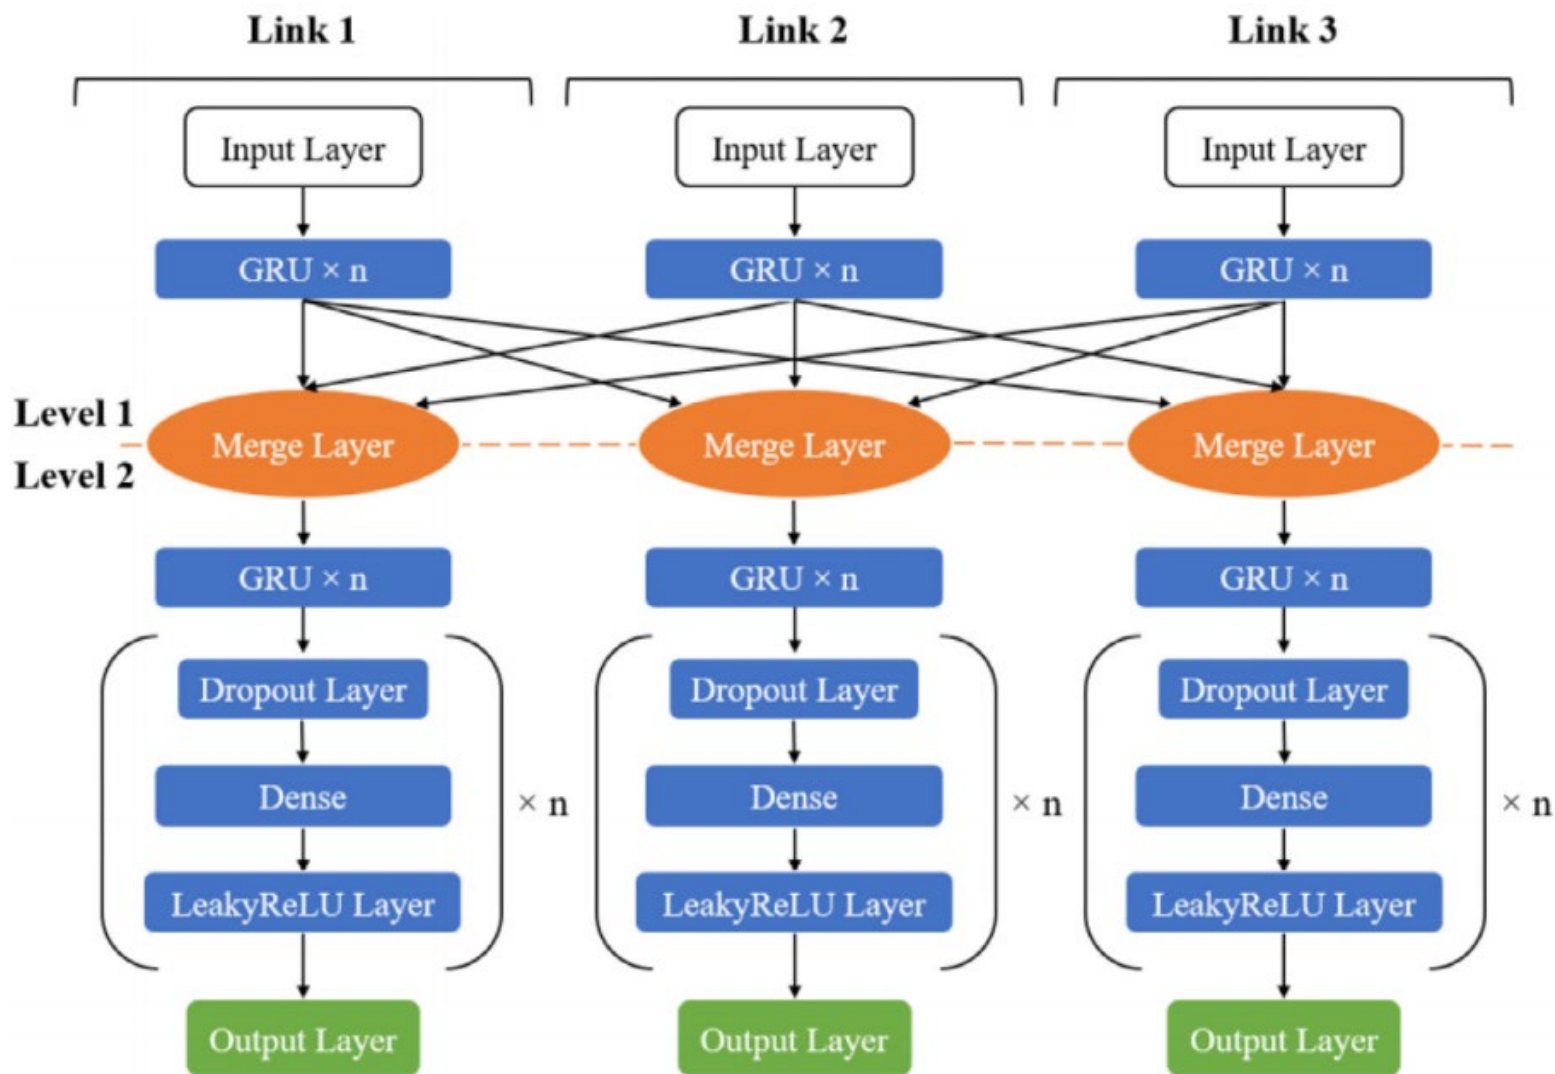 Link 1 Link 2 Link 3
Input Layer Input Layer Input Layer
GRU × n GRU × n GRU × n
Level 1
Merge Layer Merge Layer Merge Layer
Level 2
GRU × n GRU × n GRU × n
Dropout Layer Dropout Layer Dropout Layer
Dense × n Dense × n Dense × n
LeakyReLU Layer LeakyReLU Layer LeakyReLU Layer
Output Layer Output Layer Output Layer